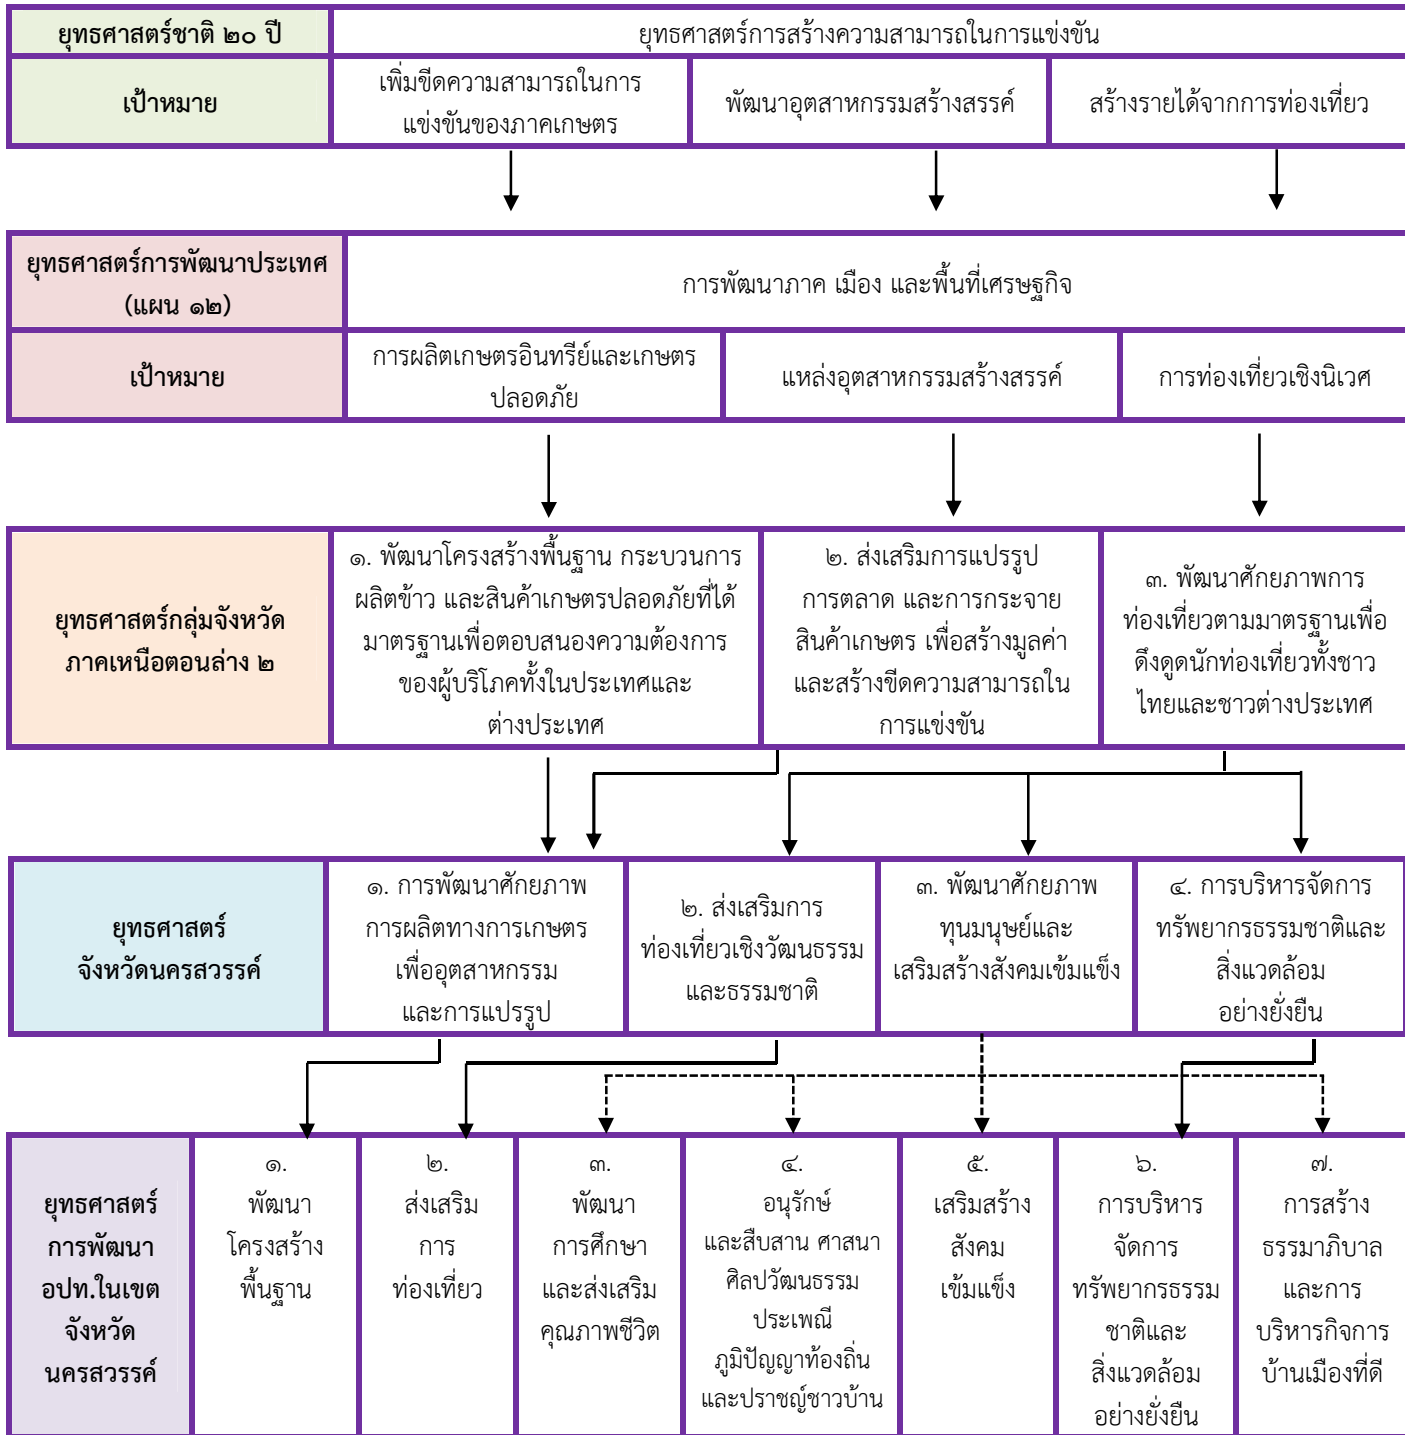 ยุทธศาสตร์ชาติ ๒๐ ปี
ยุทธศาสตร์การสร้างความสามารถในการแข่งขัน
เป้าหมาย
เพิ่มขีดความสามารถในการ
แข่งขันของภาคเกษตร
พัฒนาอุตสาหกรรมสร้างสรรค์
สร้างรายได้จากการท่องเที่ยว
ยุทธศาสตร์การพัฒนาประเทศ
(แผน ๑๒)
การพัฒนาภาค เมือง และพื้นที่เศรษฐกิจ
เป้าหมาย
การผลิตเกษตรอินทรีย์และเกษตร
ปลอดภัย
แหล่งอุตสาหกรรมสร้างสรรค์
การท่องเที่ยวเชิงนิเวศ
ยุทธศาสตร์กลุ่มจังหวัด
ภาคเหนือตอนล่าง ๒
๑. พัฒนาโครงสร้างพื้นฐาน กระบวนการ
ผลิตข้าว และสินค้าเกษตรปลอดภัยที่ได้
มาตรฐานเพื่อตอบสนองความต้องการ
ของผู้บริโภคทั้งในประเทศและ
ต่างประเทศ
๒. ส่งเสริมการแปรรูป
การตลาด และการกระจาย
สินค้าเกษตร เพื่อสร้างมูลค่า
และสร้างขีดความสามารถใน
การแข่งขัน
๓. พัฒนาศักยภาพการ
ท่องเที่ยวตามมาตรฐานเพื่อ
ดึงดูดนักท่องเที่ยวทั้งชาว
ไทยและชาวต่างประเทศ
ยุทธศาสตร์
จังหวัดนครสวรรค์
๑. การพัฒนาศักยภาพ
การผลิตทางการเกษตร
เพื่ออุตสาหกรรม
และการแปรรูป
๒. ส่งเสริมการ
ท่องเที่ยวเชิงวัฒนธรรม
และธรรมชาติ
๓. พัฒนาศักยภาพ
ทุนมนุษย์และ
เสริมสร้างสังคมเข้มแข็ง
๔. การบริหารจัดการ
ทรัพยากรธรรมชาติและ
สิ่งแวดล้อม
อย่างยั่งยืน
ยุทธศาสตร์
การพัฒนา
อปท.ในเขต
จังหวัด
นครสวรรค์
๑.
พัฒนา
โครงสร้าง
พื้นฐาน
๒.
ส่งเสริม
การ
ท่องเที่ยว
๓.
พัฒนา
การศึกษา
และส่งเสริม
คุณภาพชีวิต
๔.
อนุรักษ์
และสืบสาน ศาสนา
ศิลปวัฒนธรรม
ประเพณี
ภูมิปัญญาท้องถิ่น
และปราชญ์ชาวบ้าน
๕.
เสริมสร้าง
สังคม
เข้มแข็ง
๖.
การบริหาร
จัดการ
ทรัพยากรธรรม
ชาติและ
สิ่งแวดล้อม
อย่างยั่งยืน
๗.
การสร้าง
ธรรมาภิบาล
และการ
บริหารกิจการ
บ้านเมืองที่ดี